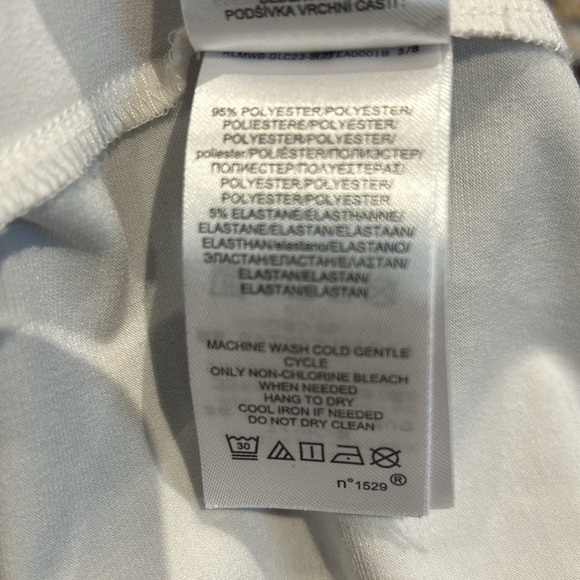 PODŠÍVKA VRCHNÍ ČÁSTI :
3/8
95% POLYESTER/POLYESTER/
POLIESTERE/POLYESTER/
POLYESTER/POLYESTER/
poliester/POLIÉSTER/ПОЛИЭСТЕР/
ПОЛИЕСТЕР/ΠΟΛΥΕΣΤΕΡΑΣ/
POLYESTER/POLYESTER/
POLYESTER/POLYESTER
5% ELASTANE/ELASTHANNE/
ELASTANE/ELASTAN/ELASTAAN/
ELASTHAN/elastano/ELASTANO/
ЭЛАСТАН/ЕЛАСТАН/ΕΛΑΣΤΑΝ/
ELASTAN/ELASTAN/
ELASTAN/ELASTAN
MACHINE WASH COLD GENTLE
CYCLE
ONLY NON-CHLORINE BLEACH
WHEN NEEDED
HANG TO DRY
COOL IRON IF NEEDED
DO NOT DRY CLEAN
30
n°1529 ®